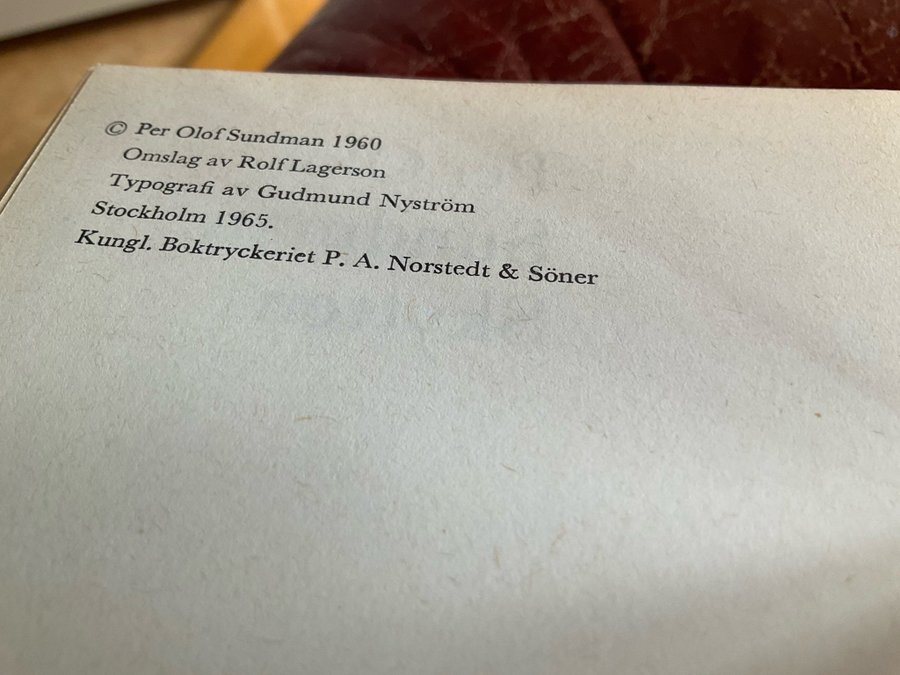 © Per Olof Sundman 1960
Omslag av Rolf Lagerson
Typografi av Gudmund Nyström
Stockholm 1965.
Kungl. Boktryckeriet P. A. Norstedt & Söner